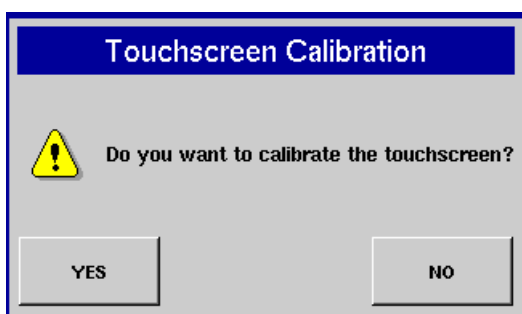 Touchscreen Calibration
Do you want to calibrate the touchscreen?
YES
NO